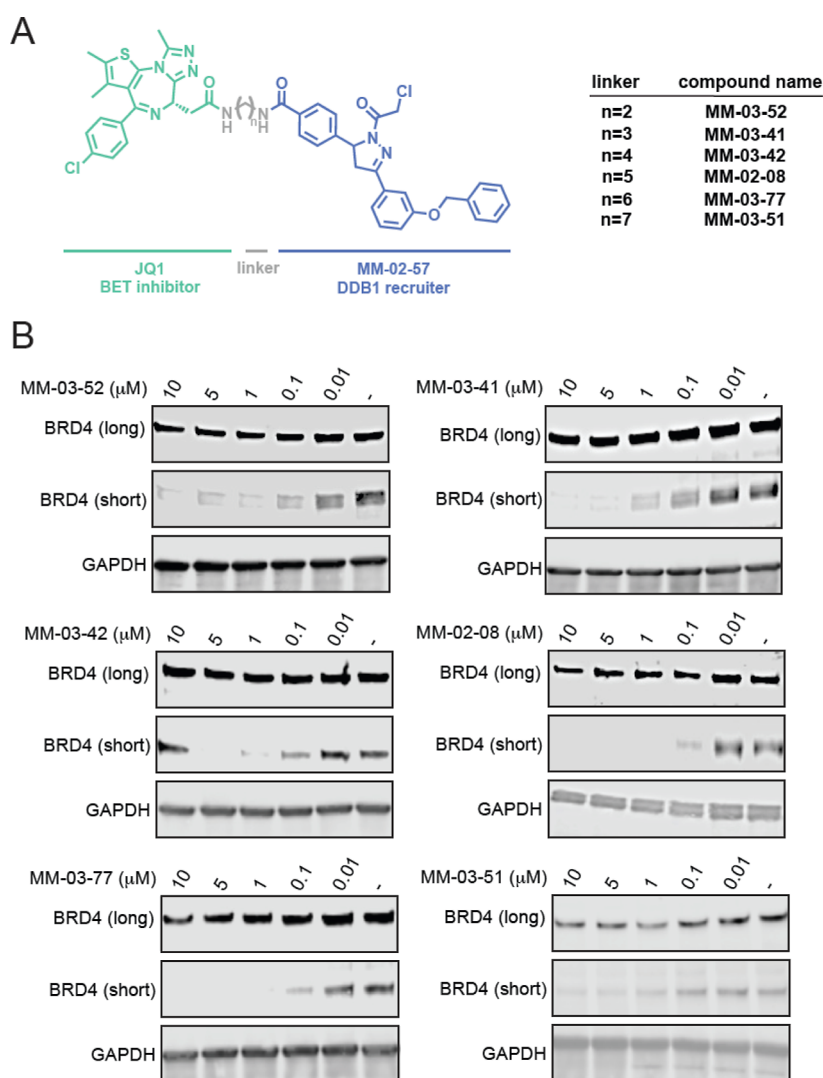 A
S
N
N
N
N
O
N
H
N
H
n
O
Cl
O
N
N
Cl
O
linker compound name
n=2 MM-03-52
n=3 MM-03-41
n=4 MM-03-42
n=5 MM-02-08
n=6 MM-03-77
n=7 MM-03-51
JQ1
BET inhibitor
linker
MM-02-57
DDB1 recruiter
B
MM-03-52 (μM) 10 5 1 0.1 0.01 -
BRD4 (long)
BRD4 (short)
GAPDH
MM-03-41 (μM) 10 5 1 0.1 0.01 -
BRD4 (long)
BRD4 (short)
GAPDH
MM-03-42 (μM) 10 5 1 0.1 0.01 -
BRD4 (long)
BRD4 (short)
GAPDH
MM-02-08 (μM) 10 5 1 0.1 0.01 -
BRD4 (long)
BRD4 (short)
GAPDH
MM-03-77 (μM) 10 5 1 0.1 0.01 -
BRD4 (long)
BRD4 (short)
GAPDH
MM-03-51 (μM) 10 5 1 0.1 0.01 -
BRD4 (long)
BRD4 (short)
GAPDH